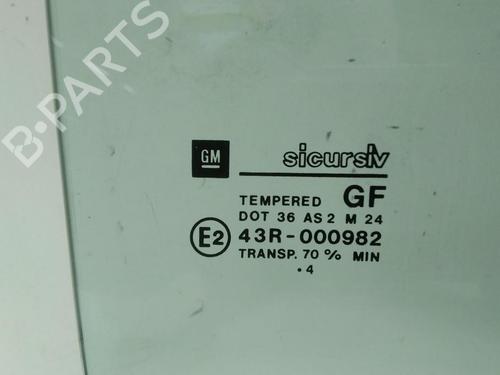 B-PARTS
GM sicursiv
TEMPERED GF
DOT 36 AS2 M 24
E2 43R-000982
TRANSP. 70% MIN
.4